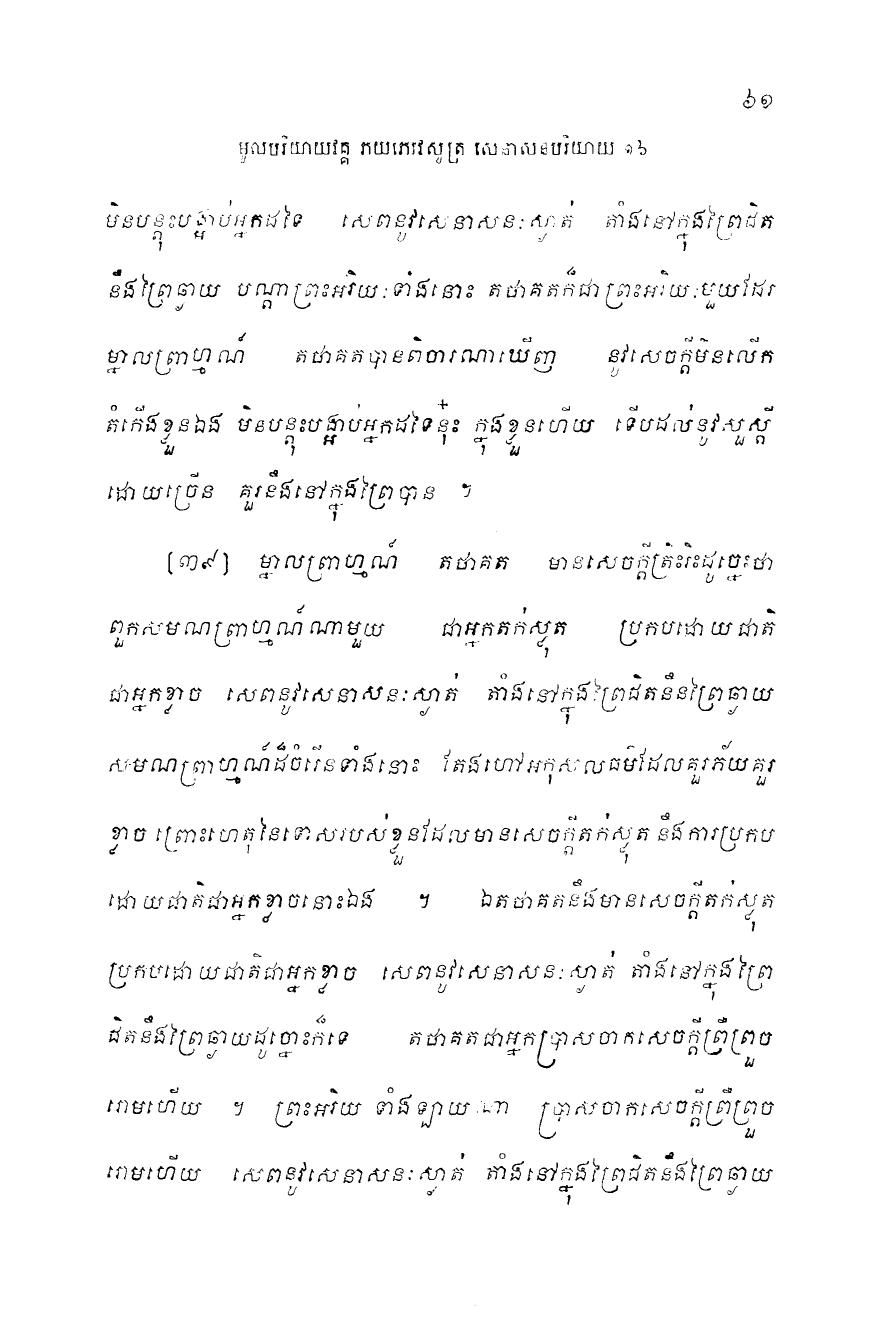 ៦១
មូលបរិយាយវគ្គ ភយភេរវសូត្រ សេនាសនបរិយាយ ១៦
មិនបន្តុះបង្អាប់អ្នកដទៃ សេពនូវសេនាសនៈស្ងាត់ តាំងនៅក្នុងព្រៃជិត
នឹងព្រៃឆ្ងាយ បណ្តាព្រះអរិយៈទាំងនោះ តថាគតក៏ជាព្រះអរិយៈមួយដែរ
ម្នាលព្រាហ្មណ៍ តថាគតបានពិចារណាឃើញ នូវសេចក្តីមិនលើក
តំកើងខ្លួនឯង មិនបន្តុះបង្អាប់អ្នកដទៃនុ៎ះ ក្នុងខ្លួនហើយ ទើបដល់នូវសួស្តី
ដោយច្រើន គួរនឹងនៅក្នុងព្រៃបាន ។
[៣៩] ម្នាលព្រាហ្មណ៍ តថាគត មានសេចក្តីត្រិះរិះដូច្នេះថា
ពួកសមណព្រាហ្មណ៍ណាមួយ ជាអ្នកតក់ស្លុត ប្រកបដោយជាតិ
ជាអ្នកខ្លាច សេពនូវសេនាសនៈស្ងាត់ តាំងនៅក្នុងព្រៃជិតនឹនព្រៃឆ្ងាយ
សមណព្រាហ្មណ៍ដ៏ចំរើនទាំងនោះ តែងហៅអកុសលធម៌ដែលគួរភ័យគួរ
ខ្លាច ព្រោះហេតុនៃទោសរបស់ខ្លួនដែលមានសេចក្តីតក់ស្លុត នឹងការប្រកប
ដោយជាតិជាអ្នកខ្លាចនោះឯង ។ ឯតថាគតនឹងមានសេចក្តីតក់ស្លុត
ប្រកបដោយជាតិជាអ្នកខ្លាច សេពនូវសេនាសនៈស្ងាត់ តាំងនៅក្នុងព្រៃ
ជិតនឹងព្រៃឆ្ងាយដូច្នោះក៏ទេ តថាគតជាអ្នកប្រាសចាកសេចក្តីព្រឺព្រួច
រោមហើយ ។ ព្រះអរិយៈទាំងឡាយណា ប្រាសចាកសេចក្តីព្រឺព្រួច
រោមហើយ សេពនូវសេនាសនៈស្ងាត់ តាំងនៅក្នុងព្រៃជិតនឹងព្រៃឆ្ងាយ